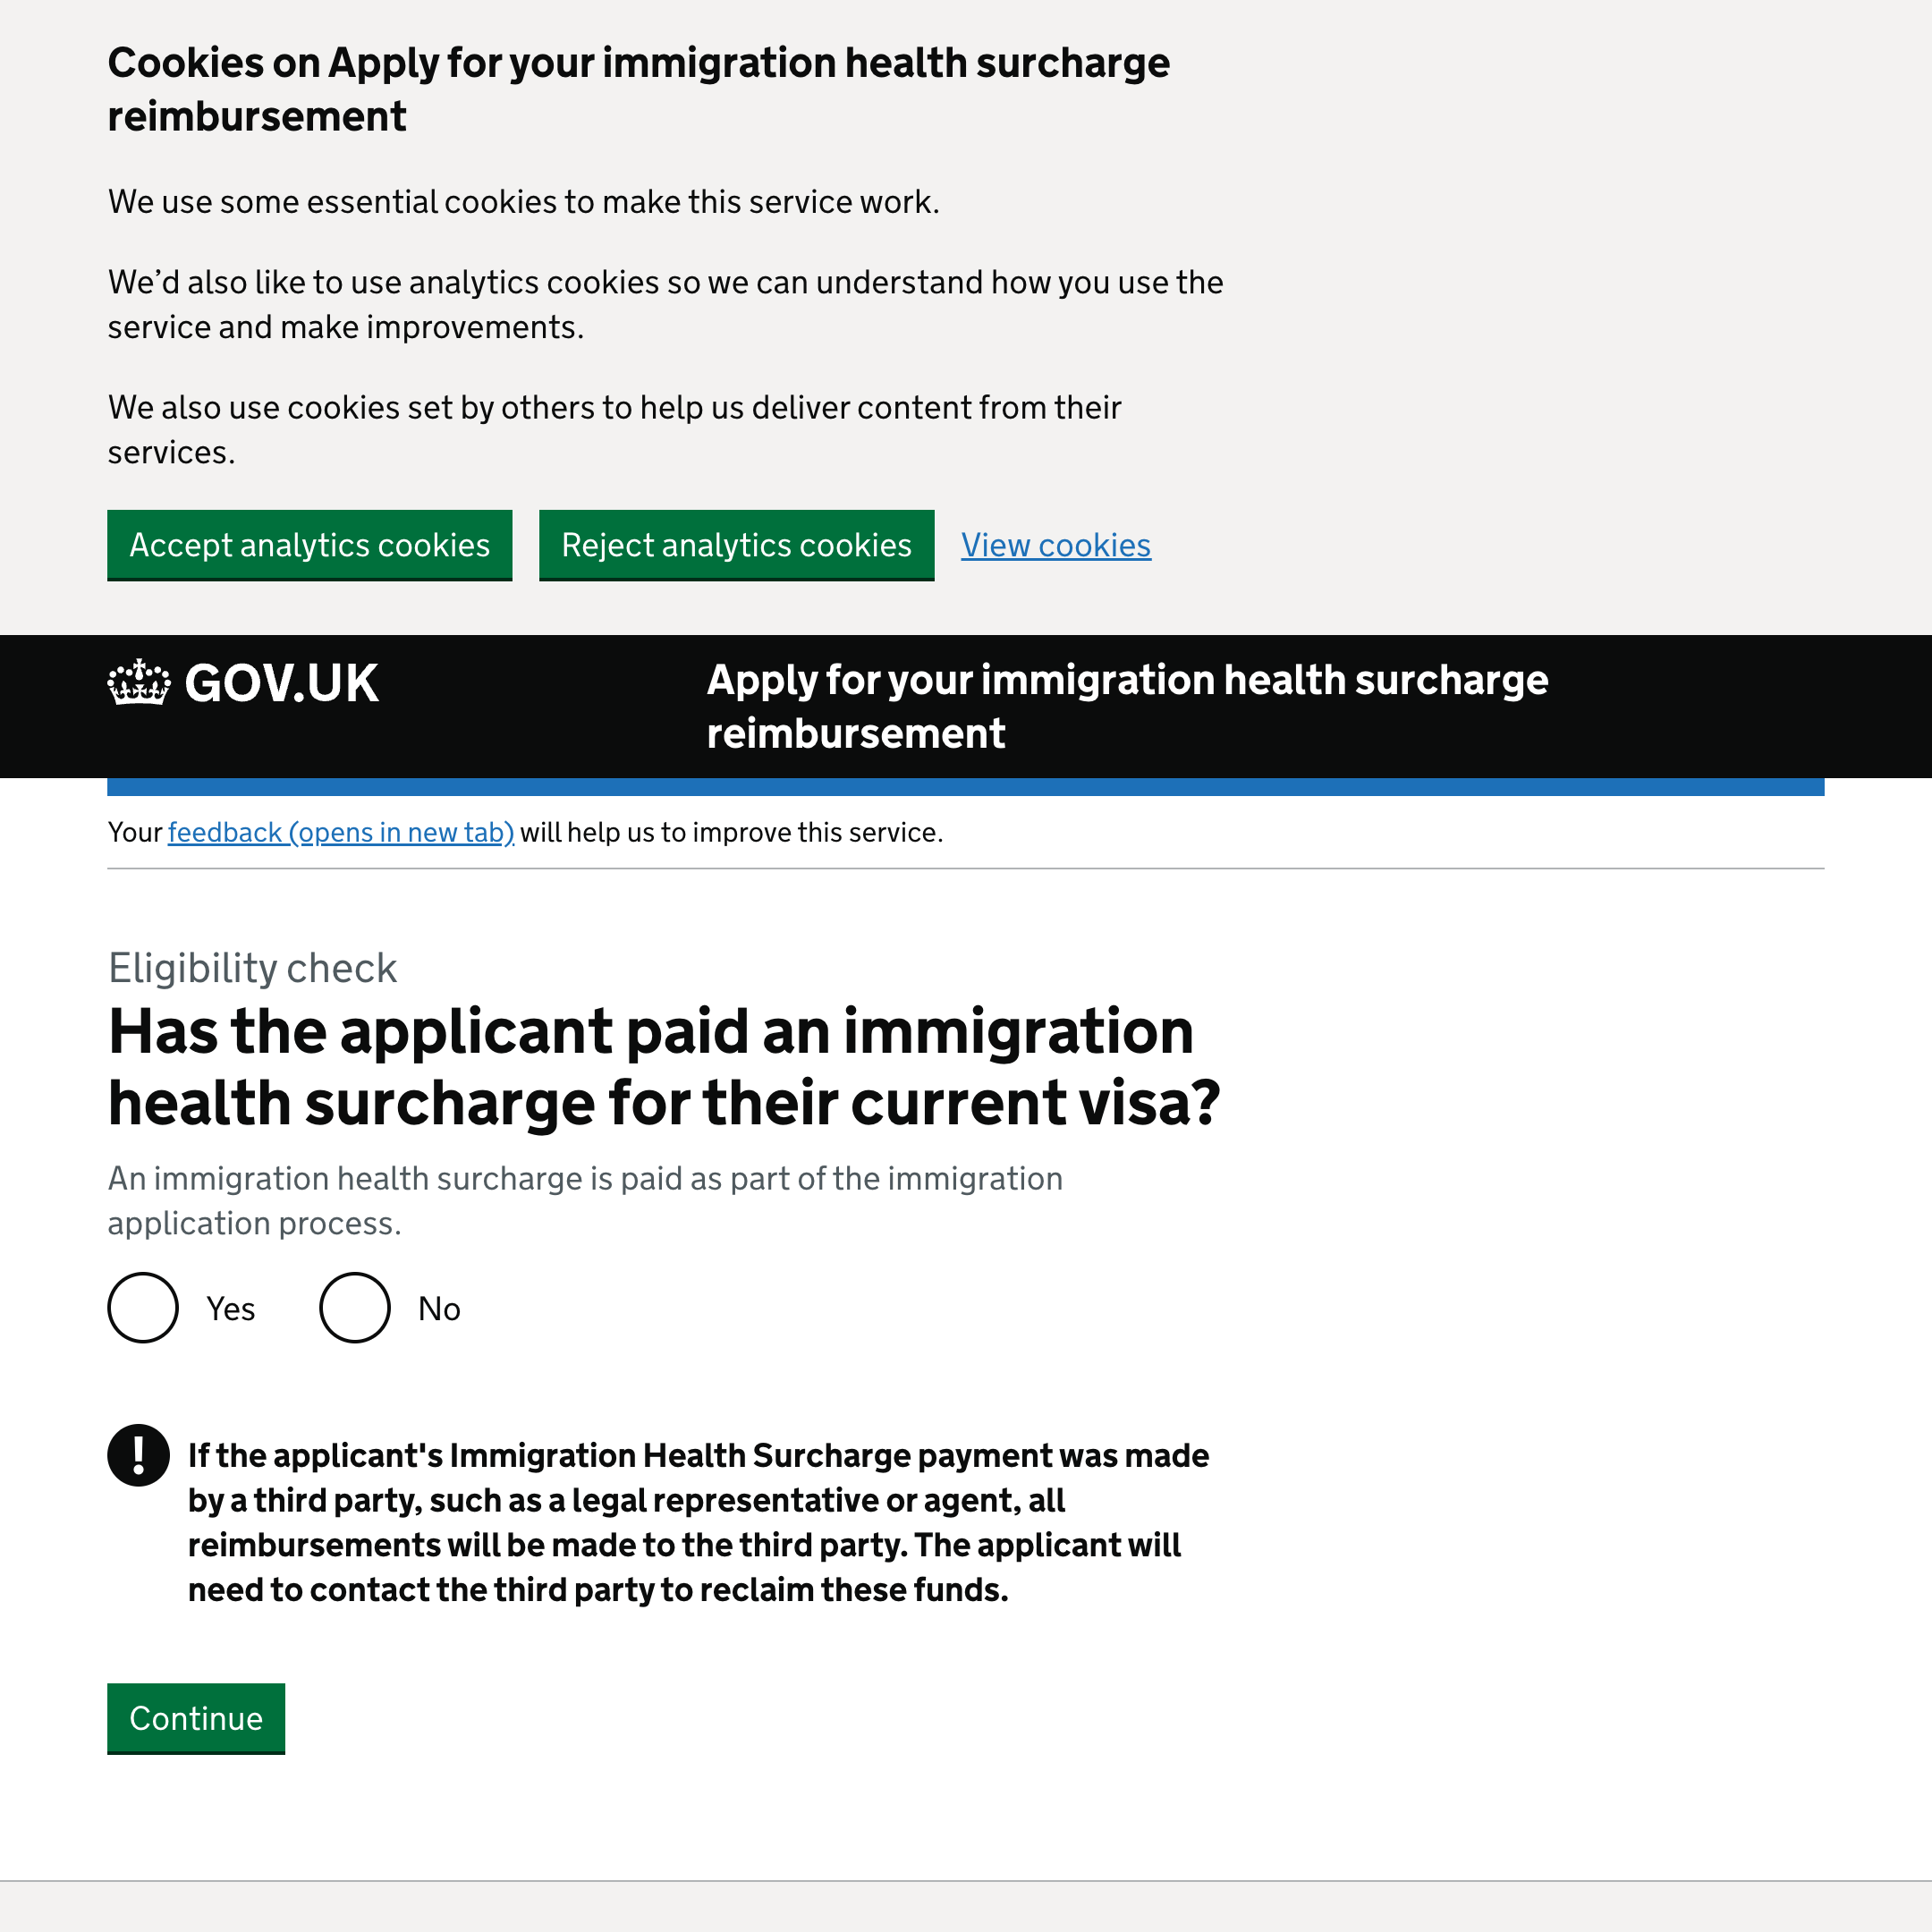 Cookies on Apply for your immigration health surcharge
reimbursement
We use some essential cookies to make this service work.
We’d also like to use analytics cookies so we can understand how you use the
service and make improvements.
We also use cookies set by others to help us deliver content from their
services.
Accept analytics cookies Reject analytics cookies View cookies
GOV.UK Apply for your immigration health surcharge
reimbursement
Your feedback (opens in new tab) will help us to improve this service.
Eligibility check
Has the applicant paid an immigration
health surcharge for their current visa?
An immigration health surcharge is paid as part of the immigration
application process.
Yes No
! If the applicant's Immigration Health Surcharge payment was made
by a third party, such as a legal representative or agent, all
reimbursements will be made to the third party. The applicant will
need to contact the third party to reclaim these funds.
Continue